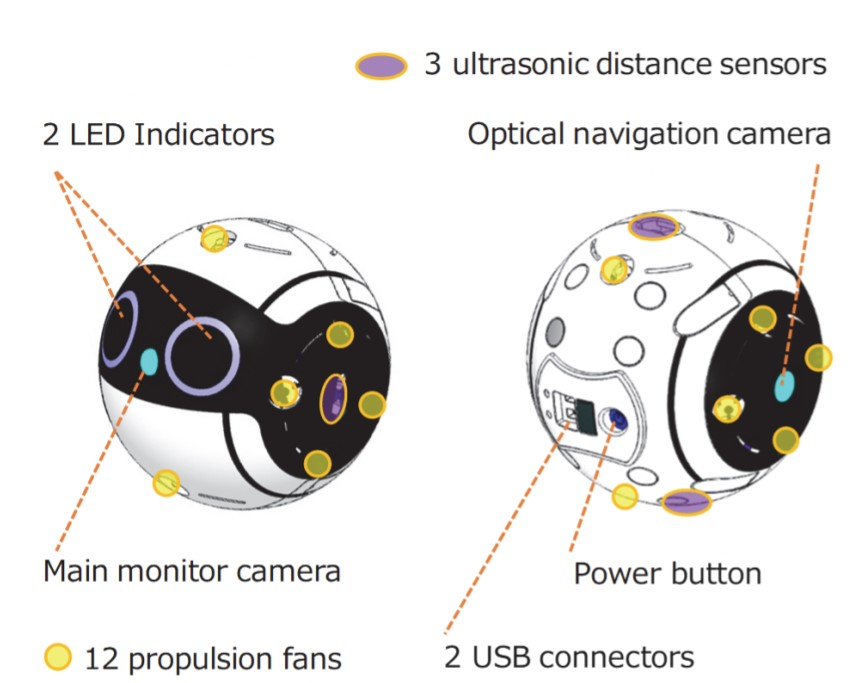 3 ultrasonic distance sensors
2 LED Indicators
Optical navigation camera
Main monitor camera
Power button
12 propulsion fans
2 USB connectors